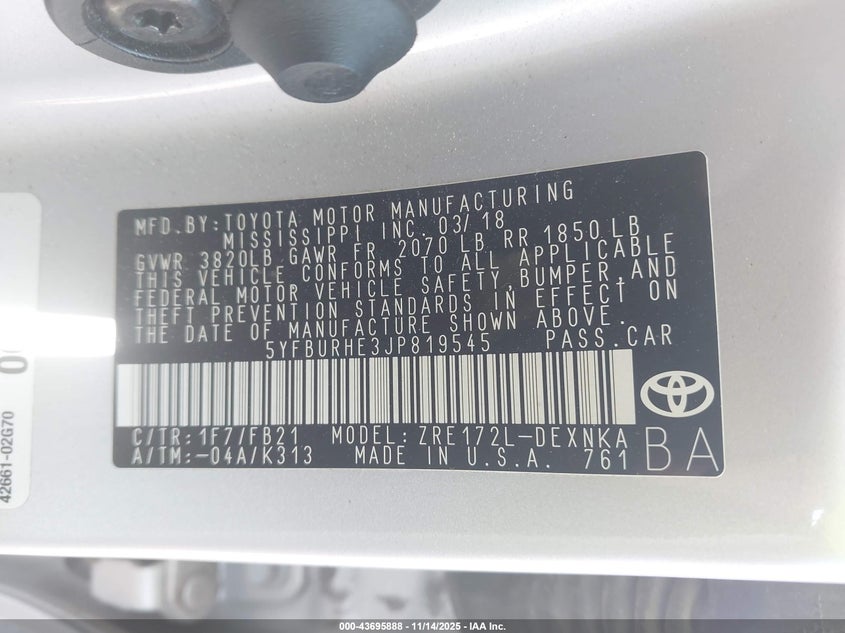 MFD.BY:TOYOTA MOTOR MANUFACTURING
MISSISSIPPI INC. 03/18
GVWR 3820LB GAWR FR 2070 LB RR 1850 LB
THIS VEHICLE CONFORMS TO ALL APPLICABLE
FEDERAL MOTOR VEHICLE SAFETY,BUMPER,AND
THEFT PREVENTION STANDARDS IN EFFECT ON
THE DATE OF MANUFACTURE SHOWN ABOVE.
5YFBURHE3JP819545 PASS.CAR
C/TR:1F7/FB21 MODEL:ZRE172L-DEXNKA
A/TM:-04A/K313 MADE IN U.S.A. 761
BA
42661-02G70
000-43695888 - 11/14/2025 - IAA Inc.